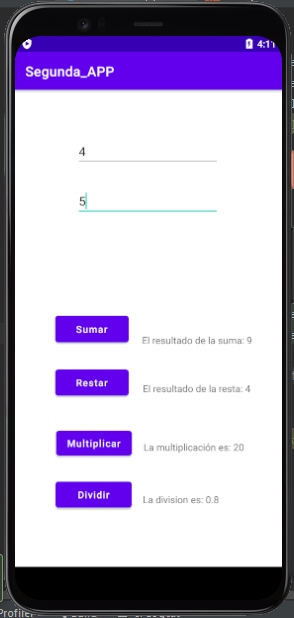 4:11
Segunda_APP
4
5
Sumar
El resultado de la suma: 9
Restar
El resultado de la resta: 4
Multiplicar
La multiplicación es: 20
Dividir
La division es: 0.8
Profiler